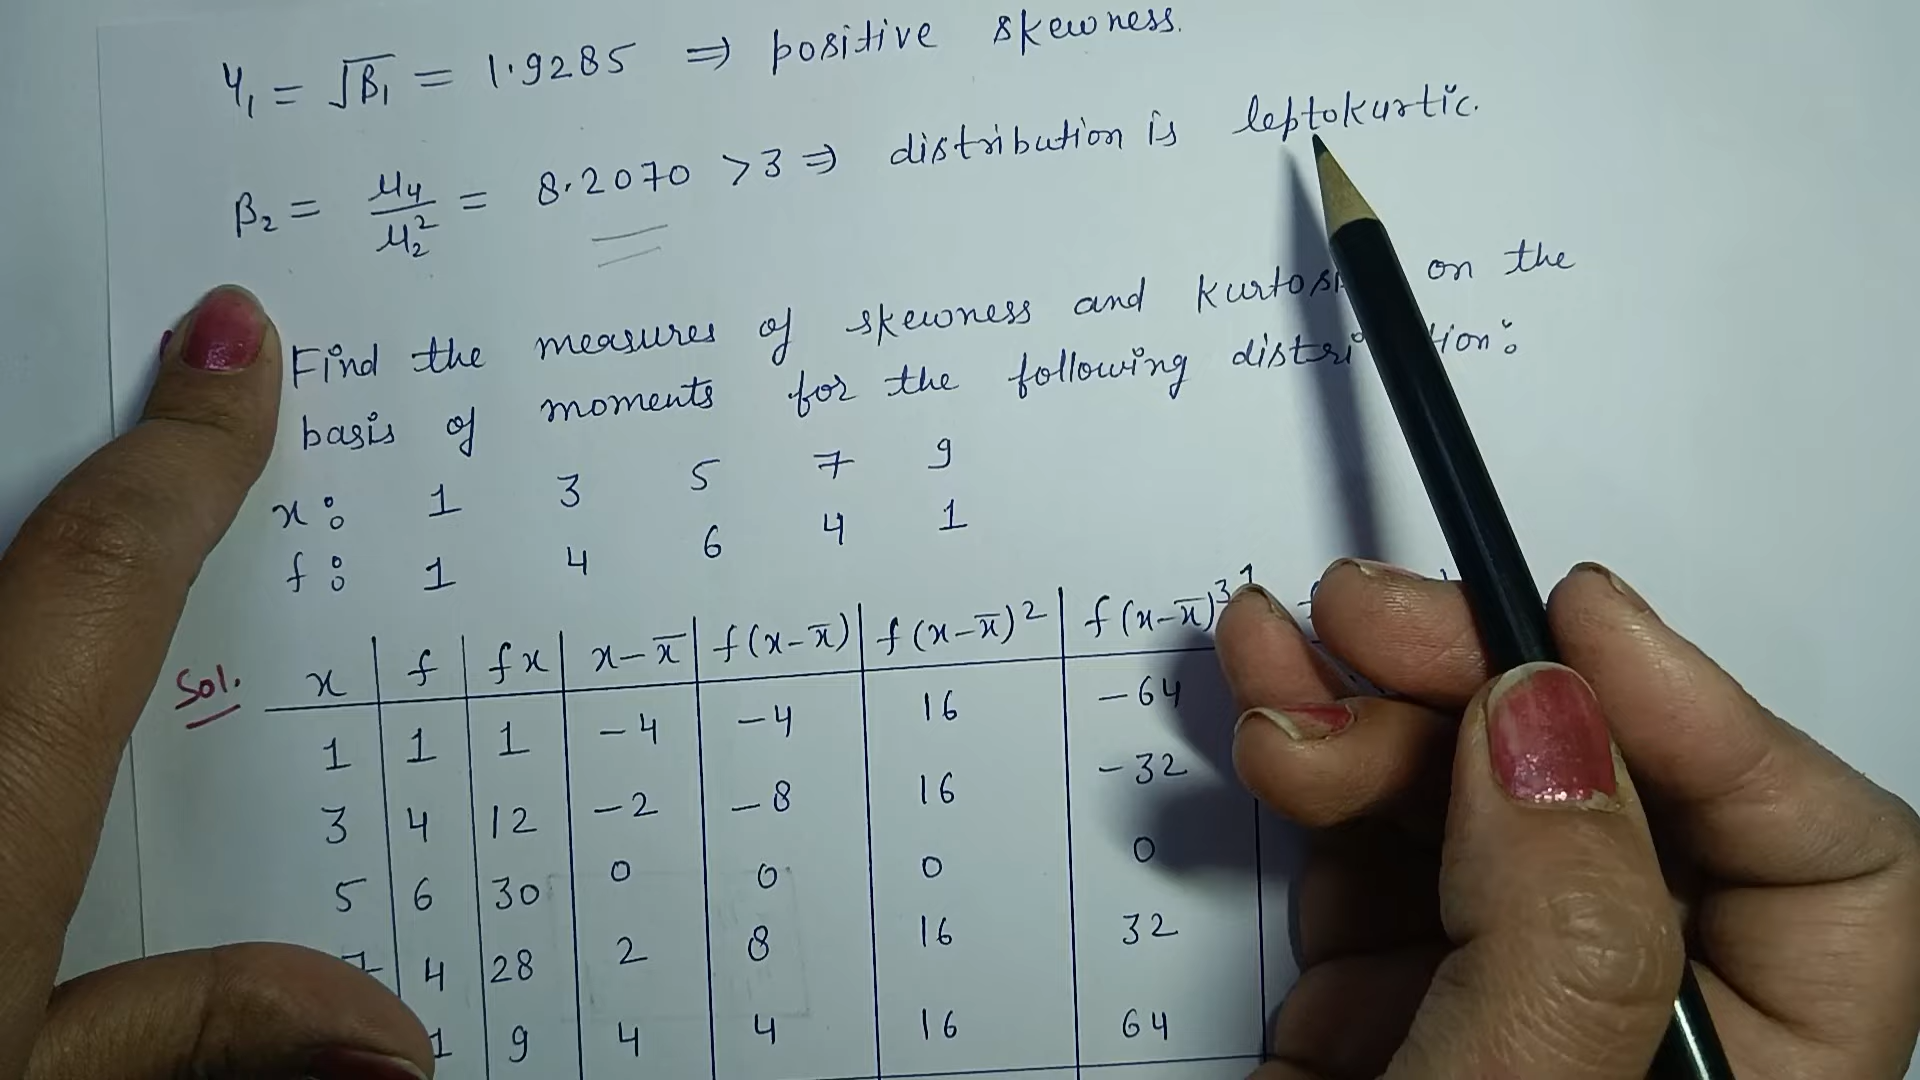 γ₁ = √β₁ = 1.9285 ⇒ positive skewness.
β₂ = μ₄/μ₂² = 8.2070 > 3 ⇒ distribution is leptokurtic.
Find the measures of skewness and on the
basis of moments for the following
x : 1 3 5 7 9
f : 1 4 6 4 1
Sol.
x f fx x-x̅ f(x-x̅) f(x-x̅)² f(x-x̅)³
1 1 1 -4 -4 16 -64
3 4 12 -2 -8 16 -32
5 6 30 0 0 0 0
7 4 28 2 8 16 32
1 9 4 4 16 64